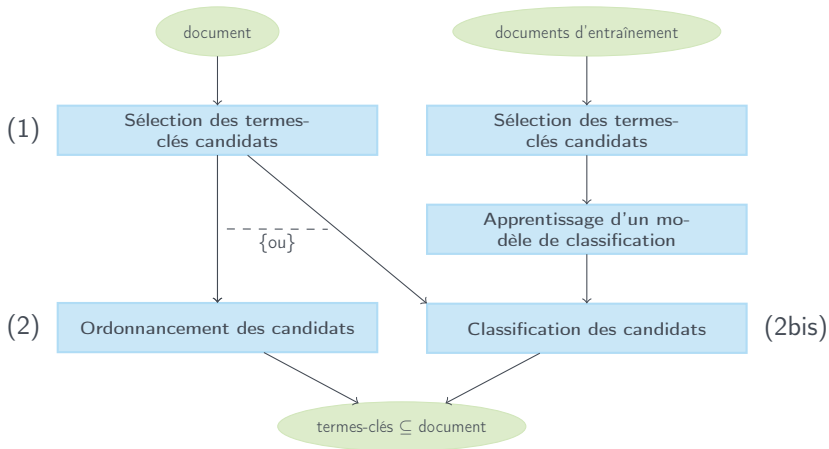 document
documents d'entraînement
(1)
Sélection des termes-
clés candidats
Sélection des termes-
clés candidats
Apprentissage d'un mo-
dèle de classification
{ou}
(2)
Ordonnancement des candidats
Classification des candidats
(2bis)
termes-clés ⊆ document